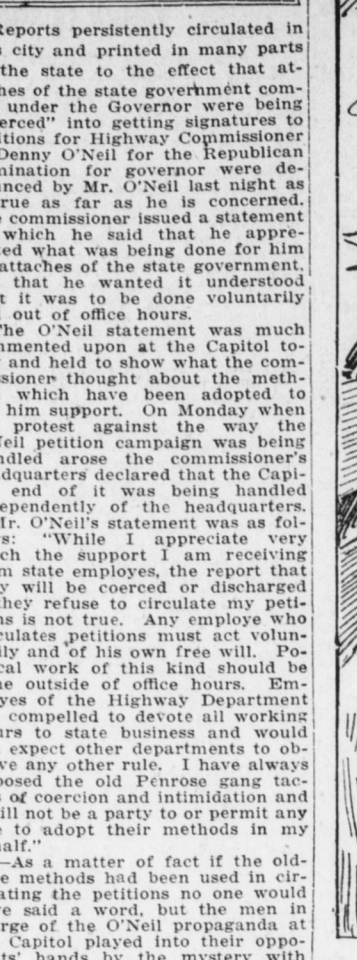 Reports persistently circulated in
city and printed in many parts
the state to the effect that at-
hes of the state government com-
under the Governor were being
erced" into getting signatures to
itions for Highway Commissioner
Denny O'Neil for the Republican
mination for governor were de-
unced by Mr. O'Neil last night as
rue as far as he is concerned.
commissioner issued a statement
which he said that he appre-
ted what was being done for him
attaches of the state government.
that he wanted it understood
t it was to be done voluntarily
out of office hours.
The O'Neil statement was much
mmented upon at the Capitol to-
and held to show what the com-
ssioner thought about the meth-
which have been adopted to
him support. On Monday when
protest against the way the
Neil petition campaign was being
ndled arose the commissioner's
dquarters declared that the Capi-
end of it was being handled
ependently of the headquarters.
Mr. O'Neil's statement was as fol-
s: "While I appreciate very
ch the support I am receiving
m state employes, the report that
y will be coerced or discharged
they refuse to circulate my peti-
ns is not true. Any employe who
culates petitions must act volun-
ily and of his own free will. Po-
cal work of this kind should be
ne outside of office hours. Em-
yes of the Highway Department
compelled to devote all working
urs to state business and would
expect other departments to ob-
ve any other rule. I have always
posed the old Penrose gang tac-
s of coercion and intimidation and
ill not be a party to or permit any
e to adopt their methods in my
alf."
—As a matter of fact if the old-
e methods had been used in cir-
ating the petitions no one would
e said a word, but the men in
rge of the O'Neil propaganda at
Capitol played into their oppo-
ts' hands by the mystery with